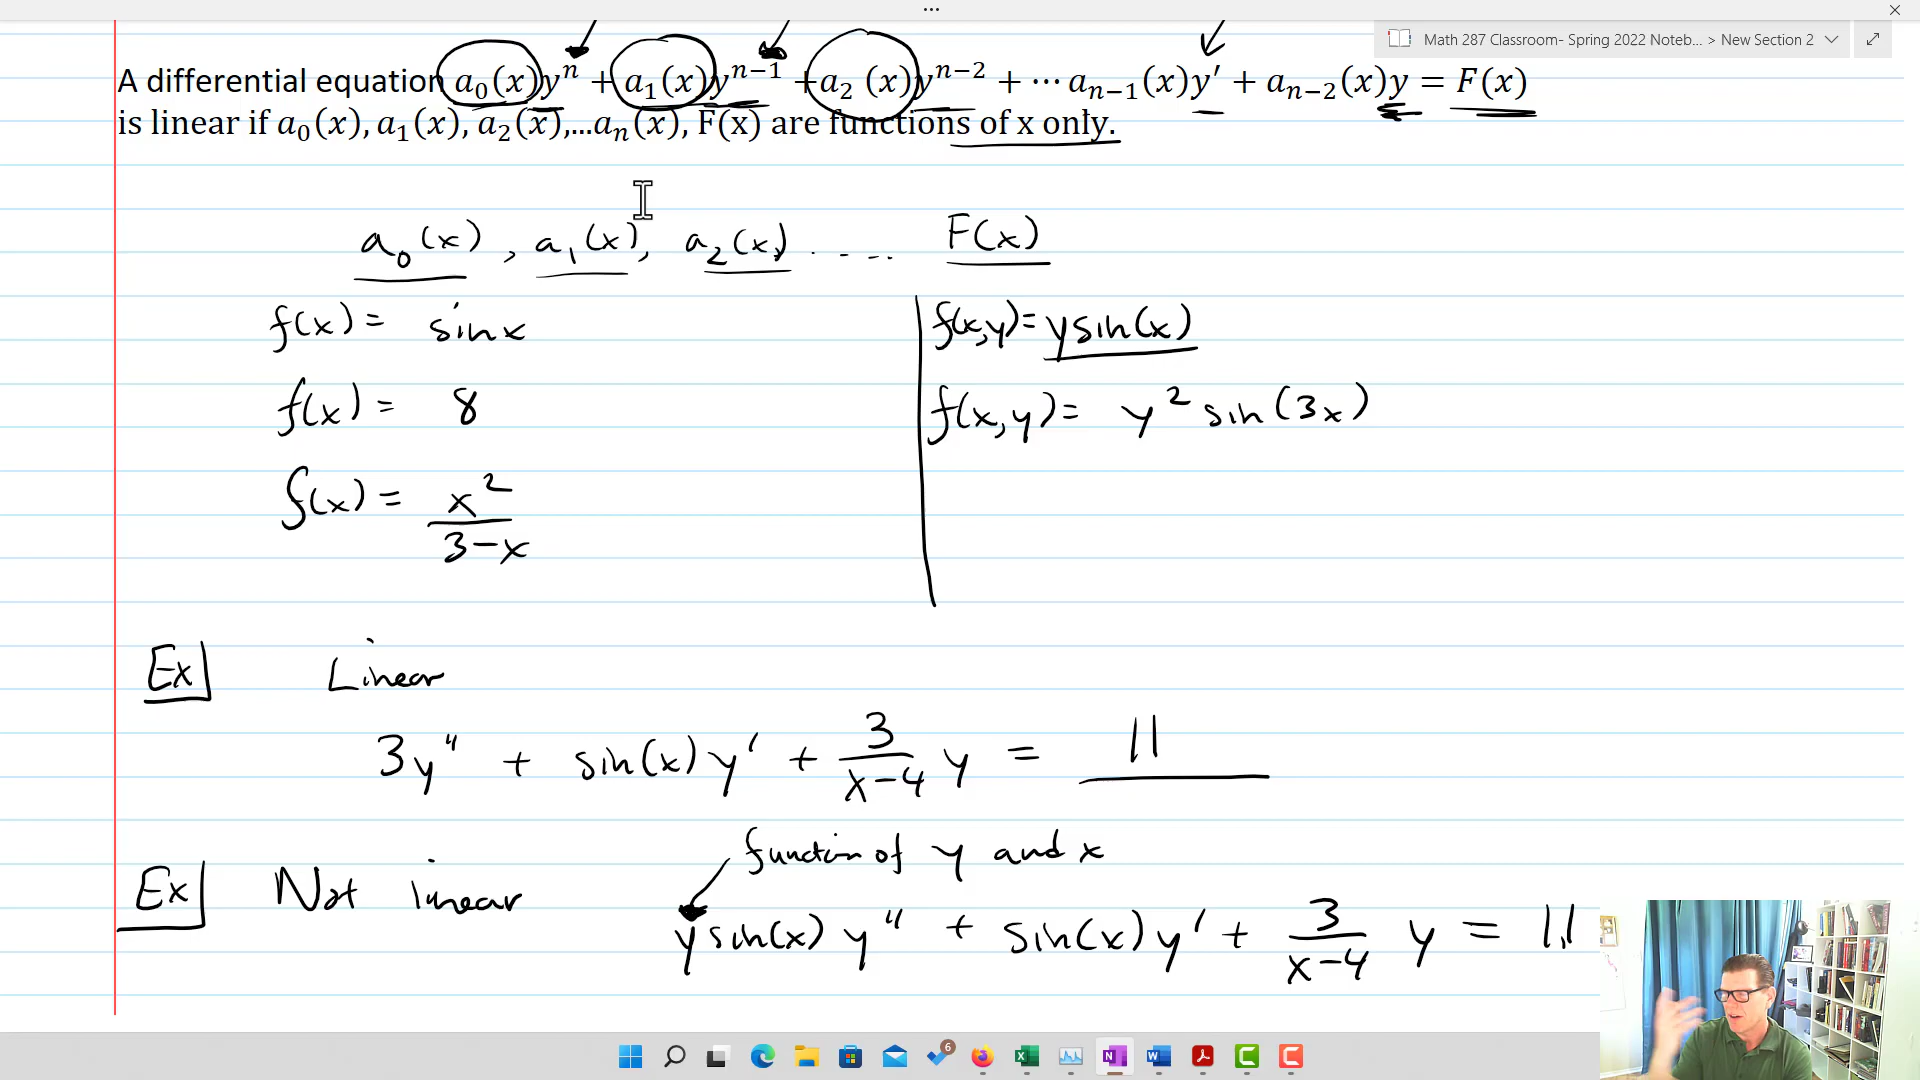 Math 287 Classroom- Spring 2022 Noteb... > New Section 2
A differential equation a₀(x)yⁿ + a₁(x)yⁿ⁻¹ + a₂ (x)yⁿ⁻² + ⋯ aₙ₋₁(x)y′ + aₙ₋₂(x)y = F(x)
is linear if a₀(x), a₁(x), a₂(x),...aₙ(x), F(x) are functions of x only.
a₀(x), a₁(x), a₂(x) ..... F(x)
f(x) = sinx
f(x,y)= ysin(x)
f(x) = 8
f(x,y)= y² sin(3x)
f(x) = x²/(3-x)
Ex Linear
3y" + sin(x)y' + 3/(x-4) y = 11
function of y and x
Ex Not linear
ysin(x) y" + sin(x)y' + 3/(x-4) y = 11
6